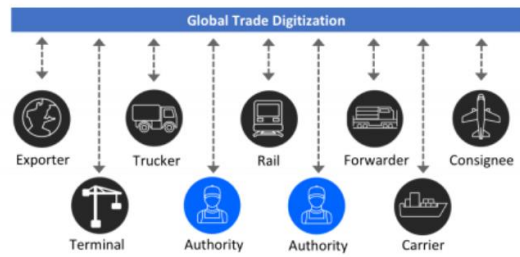 Global Trade Digitization
Exporter Trucker Rail Forwarder Consignee
Terminal Authority Authority Carrier